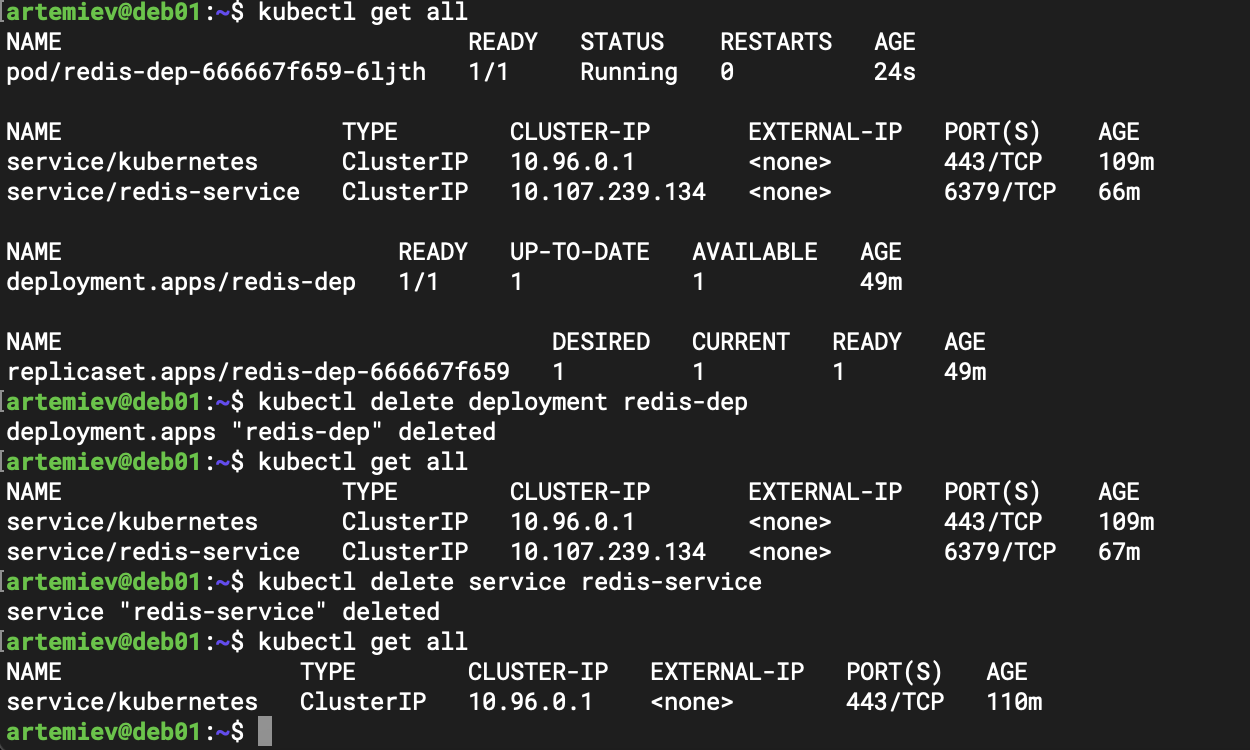 artemiev@deb01:~$ kubectl get all
NAME READY STATUS RESTARTS AGE
pod/redis-dep-666667f659-6ljth 1/1 Running 0 24s
NAME TYPE CLUSTER-IP EXTERNAL-IP PORT(S) AGE
service/kubernetes ClusterIP 10.96.0.1 <none> 443/TCP 109m
service/redis-service ClusterIP 10.107.239.134 <none> 6379/TCP 66m
NAME READY UP-TO-DATE AVAILABLE AGE
deployment.apps/redis-dep 1/1 1 1 49m
NAME DESIRED CURRENT READY AGE
replicaset.apps/redis-dep-666667f659 1 1 1 49m
artemiev@deb01:~$ kubectl delete deployment redis-dep
deployment.apps "redis-dep" deleted
artemiev@deb01:~$ kubectl get all
NAME TYPE CLUSTER-IP EXTERNAL-IP PORT(S) AGE
service/kubernetes ClusterIP 10.96.0.1 <none> 443/TCP 109m
service/redis-service ClusterIP 10.107.239.134 <none> 6379/TCP 67m
artemiev@deb01:~$ kubectl delete service redis-service
service "redis-service" deleted
artemiev@deb01:~$ kubectl get all
NAME TYPE CLUSTER-IP EXTERNAL-IP PORT(S) AGE
service/kubernetes ClusterIP 10.96.0.1 <none> 443/TCP 110m
artemiev@deb01:~$